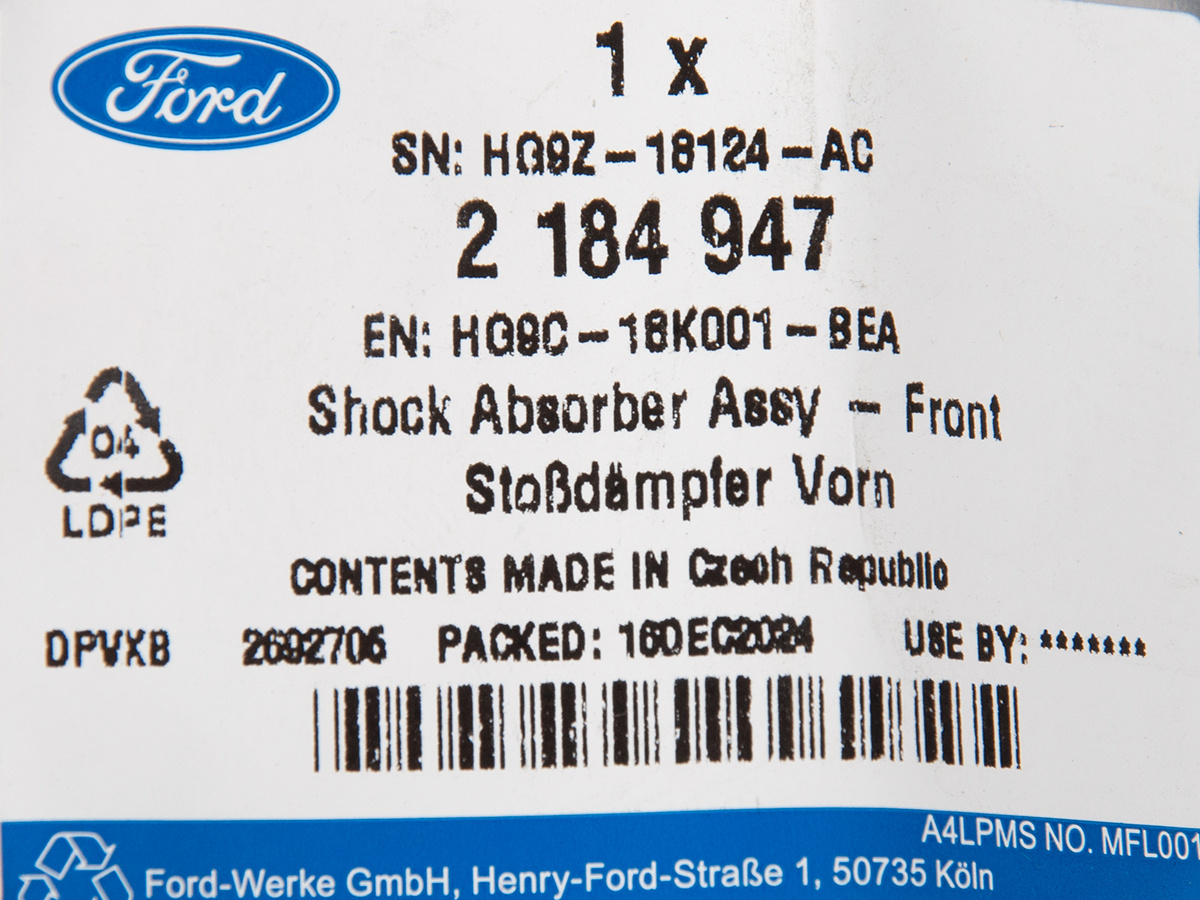 Ford
1 x
SN: HG9Z-18124-AC
2 184 947
EN: HG9C-18K001-BEA
Shock Absorber Assy - Front
Stoßdämpfer Vorn
04
LDPE
CONTENTS MADE IN Czech Republic
DPVXB 2692706 PACKED: 16DEC2024 USE BY: *******
A4LPMS NO. MFL001
Ford-Werke GmbH, Henry-Ford-Straße 1, 50735 Köln